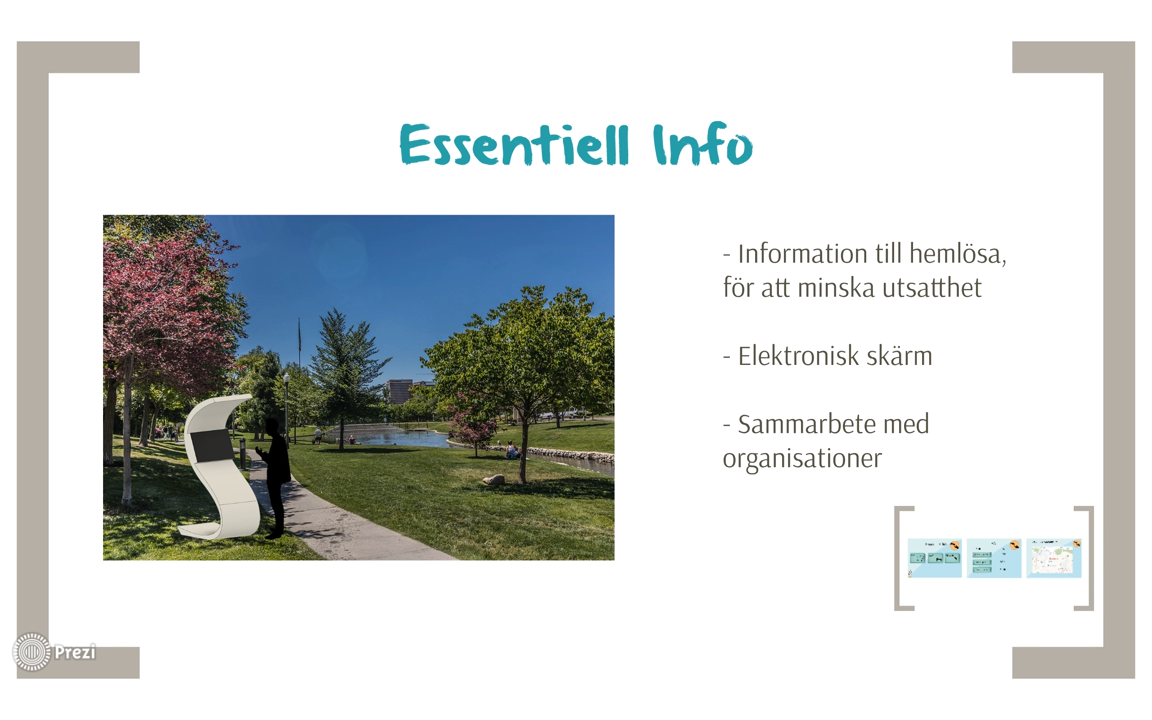 Essentiell Info
- Information till hemlösa,
för att minska utsatthet
- Elektronisk skärm
- Sammarbete med
organisationer
Prezi